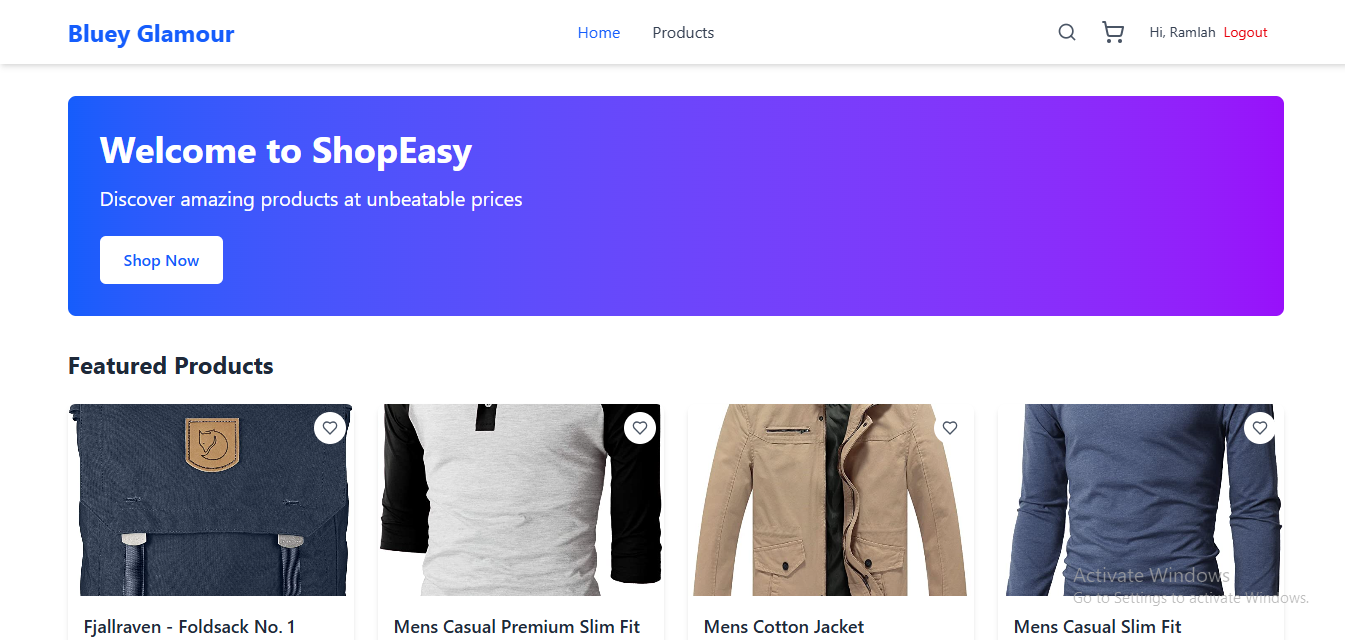 Bluey Glamour
Home
Products
Hi, Ramlah
Logout
Welcome to ShopEasy
Discover amazing products at unbeatable prices
Shop Now
Featured Products
Fjallraven - Foldsack No. 1
Mens Casual Premium Slim Fit
Mens Cotton Jacket
Mens Casual Slim Fit
Activate Windows
Go to Settings to activate Windows.